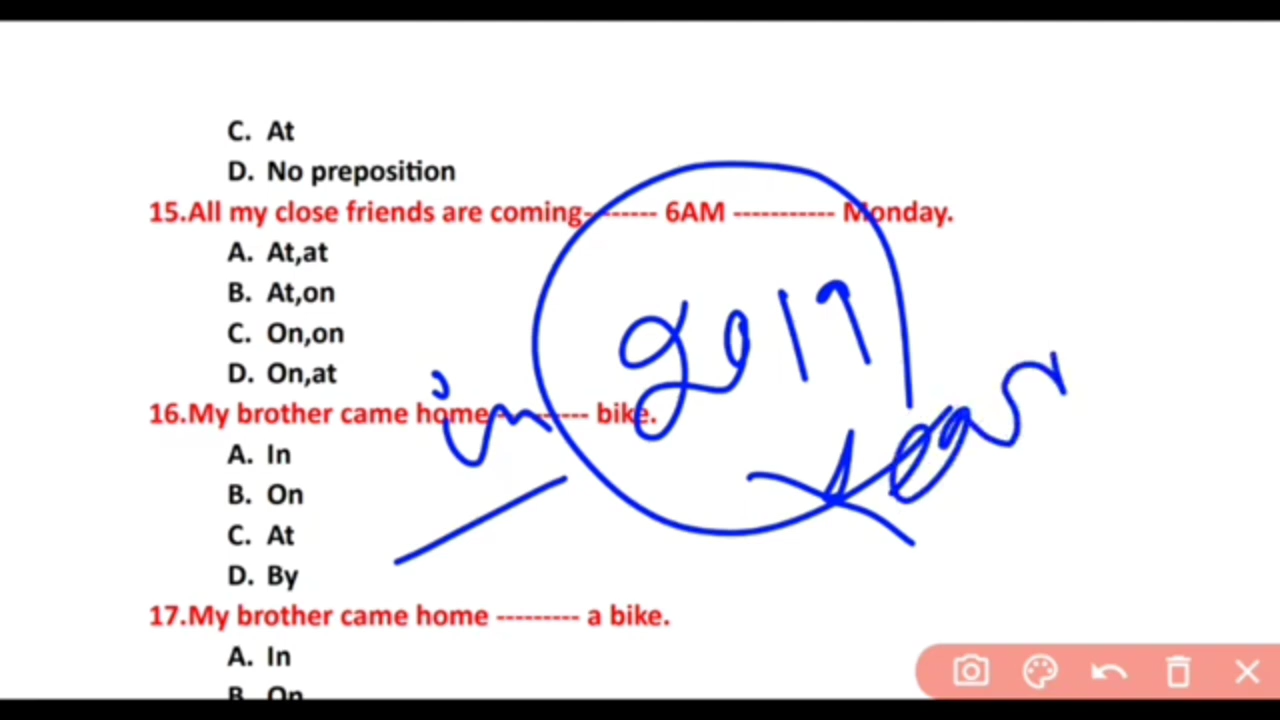 C. At
D. No preposition
15.All my close friends are coming-------- 6AM ----------- Monday.
A. At,at
B. At,on
C. On,on
D. On,at
in 2019 year
16.My brother came home --------- bike.
A. In
B. On
C. At
D. By
17.My brother came home --------- a bike.
A. In
B. On